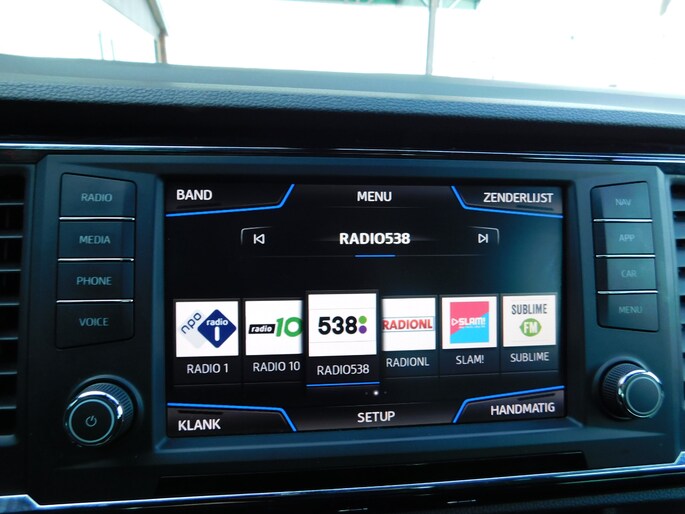 RADIO
MEDIA
PHONE
VOICE
BAND
MENU
ZENDERLIJST
RADIO538
npo radio 1
radio 10
538
RADIONL
SLAM!
SUBLIME
FM
RADIO 1
RADIO 10
RADIO538
RADIONL
SLAM!
SUBLIME
KLANK
SETUP
HANDMATIG
NAV
APP
CAR
MENU